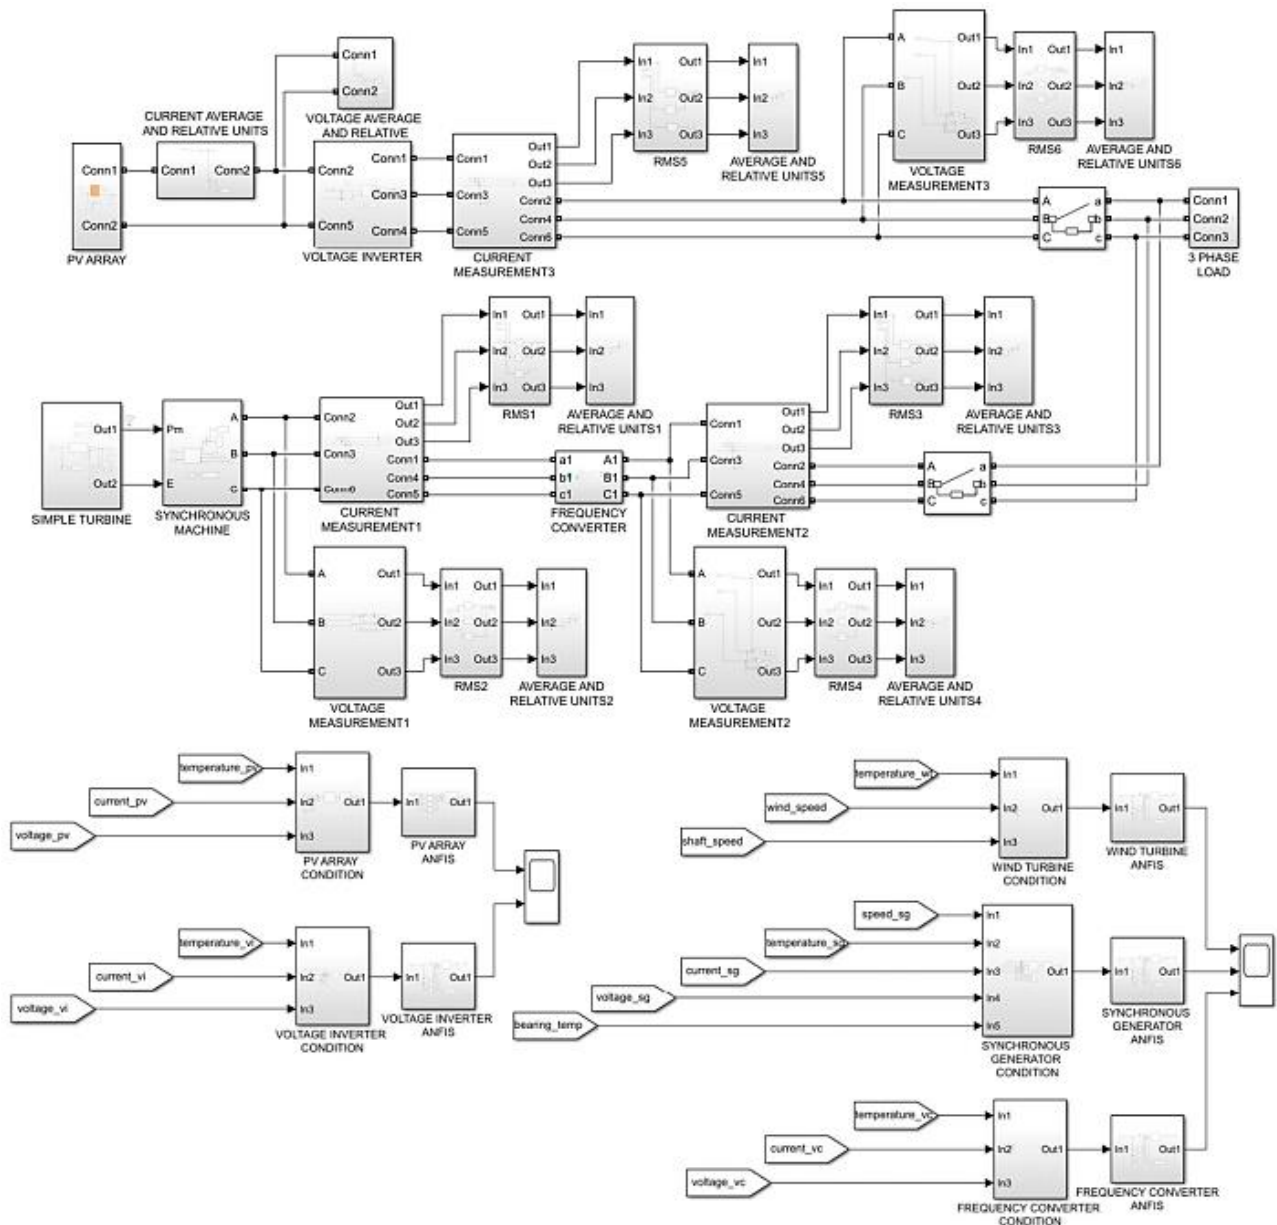 Conn1
Conn2
VOLTAGE AVERAGE
AND RELATIVE
CURRENT AVERAGE
AND RELATIVE UNITS
Conn1
Conn2
PV ARRAY
Conn1 Conn2
Conn2
Conn5
Conn1
Conn3
Conn4
VOLTAGE INVERTER
Conn1
Conn3
Conn5
Out1
Out2
Out3
Conn2
Conn4
Conn6
CURRENT
MEASUREMENT3
In1 Out1
In2 Out2
In3 Out3
RMS5
In1
In2
In3
AVERAGE AND
RELATIVE UNITS5
A Out1
B Out2
C Out3
VOLTAGE
MEASUREMENT3
In1 Out1
In2 Out2
In3 Out3
RMS6
In1
In2
In3
AVERAGE AND
RELATIVE UNITS6
A a
B b
C c
Conn1
Conn2
Conn3
3 PHASE
LOAD
Out1
Out2
SIMPLE TURBINE
Pm A
B
E C
SYNCHRONOUS
MACHINE
Conn2
Conn3
Conn6
Out1
Out2
Out3
Conn1
Conn4
Conn5
CURRENT
MEASUREMENT1
In1 Out1
In2 Out2
In3 Out3
RMS1
In1
In2
In3
AVERAGE AND
RELATIVE UNITS1
a1 A1
b1 B1
c1 C1
FREQUENCY
CONVERTER
Conn1
Conn3
Conn5
Out1
Out2
Out3
Conn2
Conn4
Conn6
CURRENT
MEASUREMENT2
In1 Out1
In2 Out2
In3 Out3
RMS3
In1
In2
In3
AVERAGE AND
RELATIVE UNITS3
A a
B b
C c
A Out1
B Out2
C Out3
VOLTAGE
MEASUREMENT1
In1 Out1
In2 Out2
In3 Out3
RMS2
In1
In2
In3
AVERAGE AND
RELATIVE UNITS2
A Out1
B Out2
C Out3
VOLTAGE
MEASUREMENT2
In1 Out1
In2 Out2
In3 Out3
RMS4
In1
In2
In3
AVERAGE AND
RELATIVE UNITS4
temperature_pv
current_pv
voltage_pv
In1
In2 Out1
In3
PV ARRAY
CONDITION
In1 Out1
PV ARRAY
ANFIS
temperature_vi
current_vi
voltage_vi
In1
In2 Out1
In3
VOLTAGE INVERTER
CONDITION
In1 Out1
VOLTAGE INVERTER
ANFIS
temperature_wt
wind_speed
shaft_speed
In1
In2 Out1
In3
WIND TURBINE
CONDITION
In1 Out1
WIND TURBINE
ANFIS
speed_sg
temperature_sg
current_sg
voltage_sg
bearing_temp
In1
In2
In3 Out1
In4
In5
SYNCHRONOUS
GENERATOR
CONDITION
In1 Out1
SYNCHRONOUS
GENERATOR
ANFIS
temperature_vc
current_vc
voltage_vc
In1
In2 Out1
In3
FREQUENCY CONVERTER
CONDITION
In1 Out1
FREQUENCY CONVERTER
ANFIS